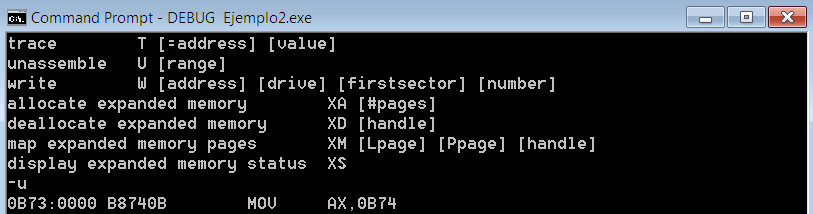 Command Prompt - DEBUG Ejemplo2.exe
trace T [=address] [value]
unassemble U [range]
write W [address] [drive] [firstsector] [number]
allocate expanded memory XA [#pages]
deallocate expanded memory XD [handle]
map expanded memory pages XM [Lpage] [Ppage] [handle]
display expanded memory status XS
-u
0B73:0000 B8740B MOV AX,0B74